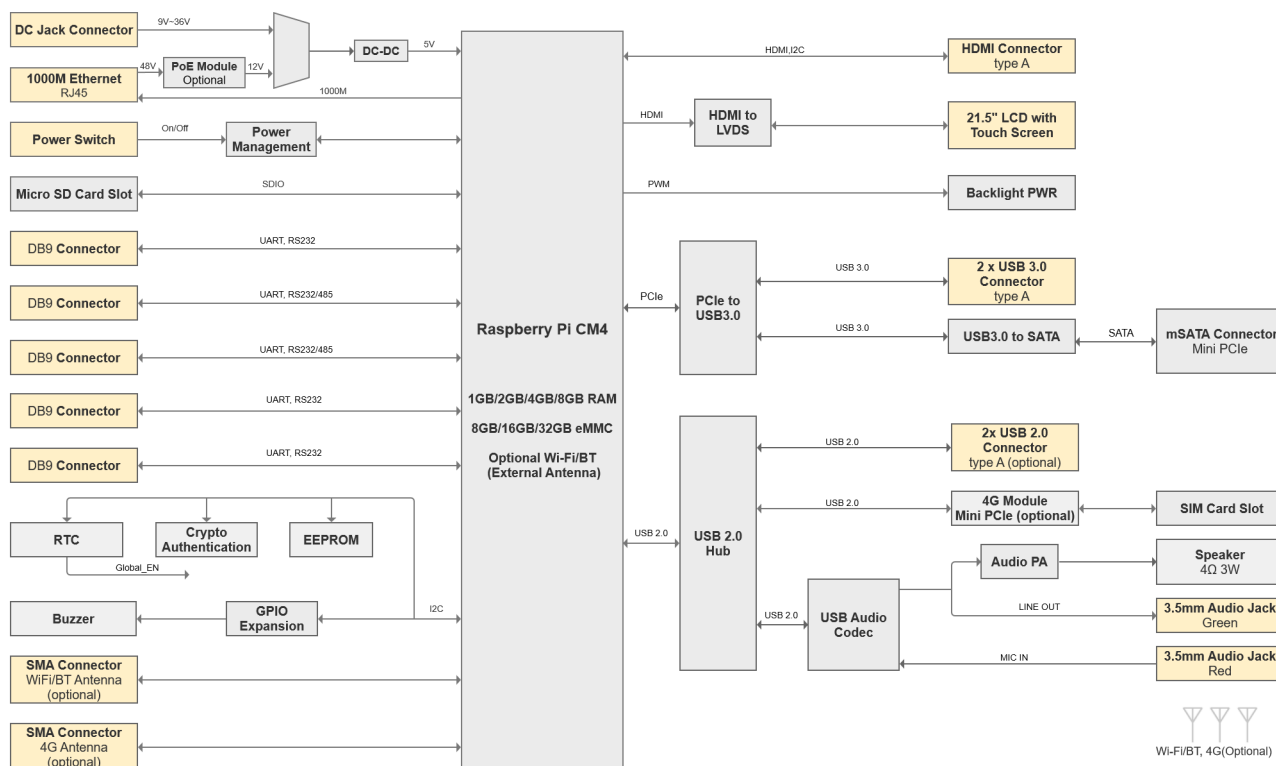 DC Jack Connector
9V~36V
DC-DC
5V
1000M Ethernet
RJ45
48V
PoE Module
Optional
12V
1000M
Power Switch
On/Off
Power
Management
Micro SD Card Slot
SDIO
DB9 Connector
UART, RS232
DB9 Connector
UART, RS232/485
DB9 Connector
UART, RS232/485
DB9 Connector
UART, RS232
DB9 Connector
UART, RS232
RTC
Crypto
Authentication
EEPROM
Global_EN
Buzzer
GPIO
Expansion
I2C
SMA Connector
WiFi/BT Antenna
(optional)
SMA Connector
4G Antenna
(optional)
Raspberry Pi CM4
1GB/2GB/4GB/8GB RAM
8GB/16GB/32GB eMMC
Optional Wi-Fi/BT
(External Antenna)
HDMI,I2C
HDMI Connector
type A
HDMI
HDMI to
LVDS
21.5" LCD with
Touch Screen
PWM
Backlight PWR
PCIe
PCIe to
USB3.0
USB 3.0
2 x USB 3.0
Connector
type A
USB 3.0
USB3.0 to SATA
SATA
mSATA Connector
Mini PCIe
USB 2.0
USB 2.0
Hub
USB 2.0
2x USB 2.0
Connector
type A (optional)
USB 2.0
4G Module
Mini PCIe (optional)
SIM Card Slot
USB 2.0
USB Audio
Codec
Audio PA
Speaker
4Ω 3W
LINE OUT
3.5mm Audio Jack
Green
MIC IN
3.5mm Audio Jack
Red
Wi-Fi/BT, 4G(Optional)